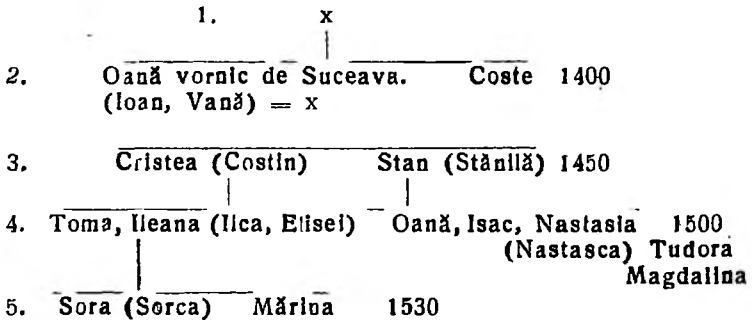 1. x
2. Oană vornic de Suceava. Coste 1400
(Ioan, Vană) = x
3. Cristea (Costin) Stan (Stănilă) 1450
4. Toma, Ileana (Ilca, Elisei) Oană, Isac, Nastasia 1500
(Nastasca) Tudora
Magdalina
5. Sora (Sorca) Mărina 1530